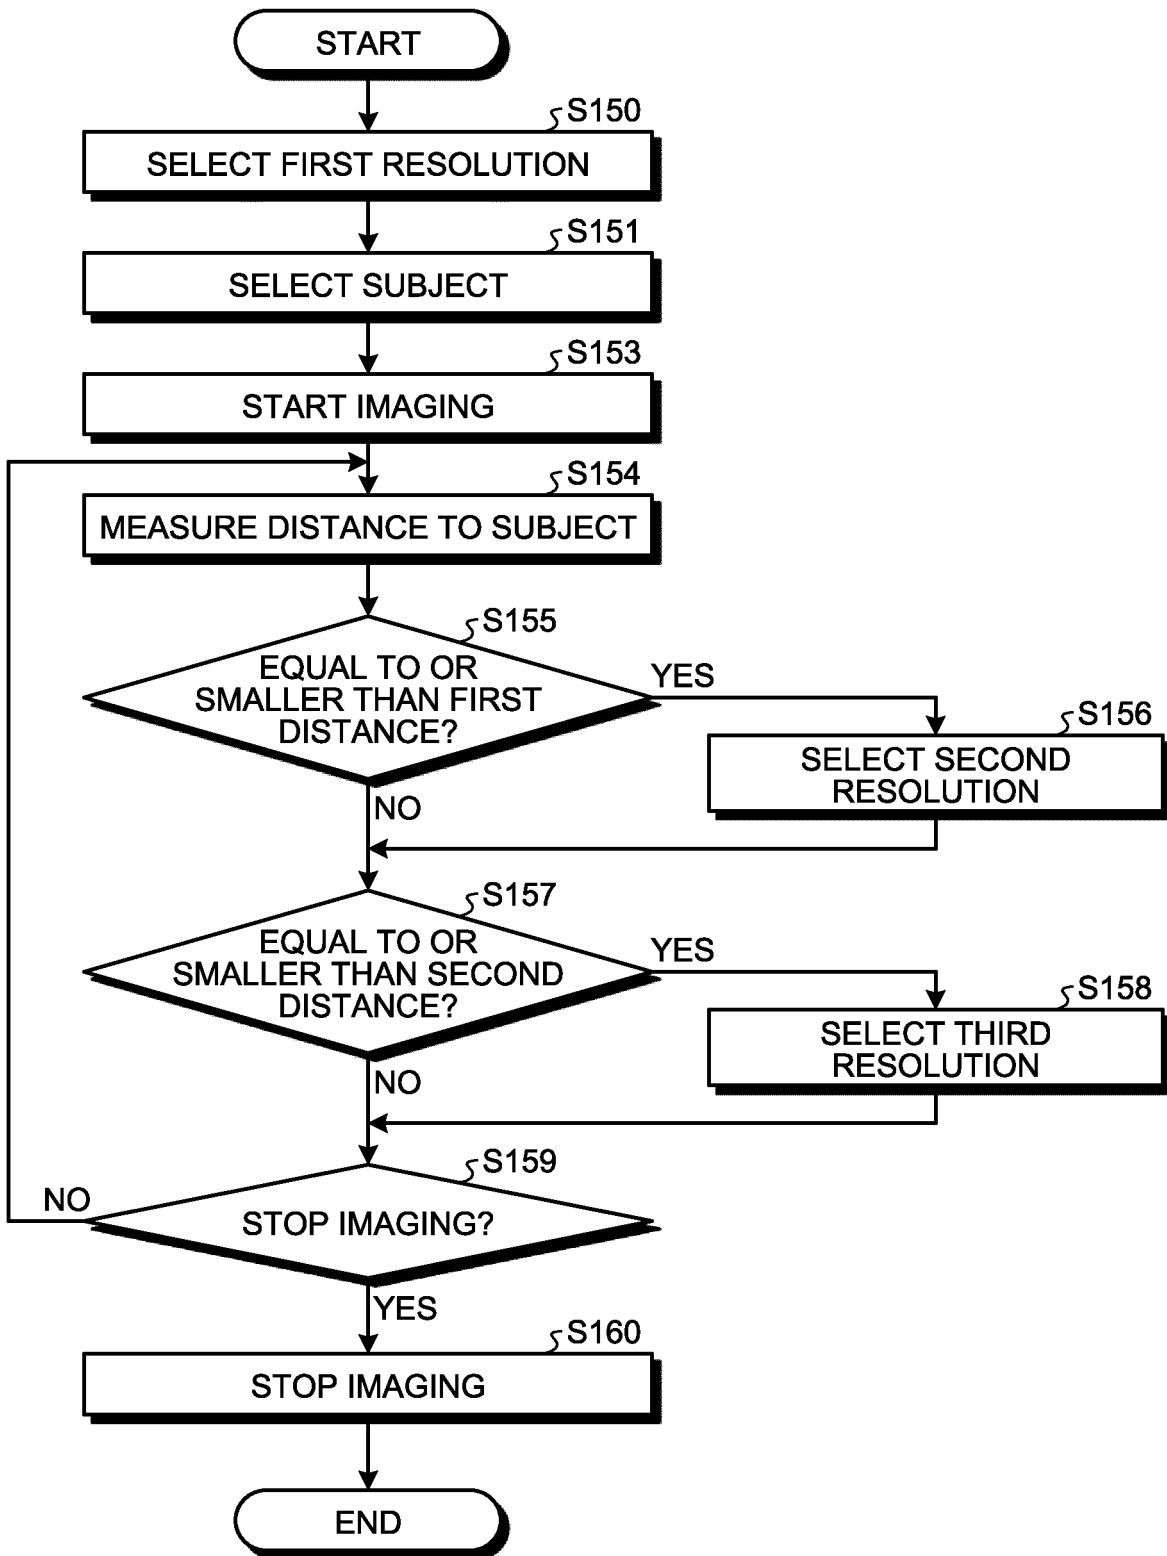 START
S150
SELECT FIRST RESOLUTION
S151
SELECT SUBJECT
S153
START IMAGING
S154
MEASURE DISTANCE TO SUBJECT
S155
EQUAL TO OR
SMALLER THAN FIRST
DISTANCE?
YES
S156
SELECT SECOND
RESOLUTION
NO
S157
EQUAL TO OR
SMALLER THAN SECOND
DISTANCE?
YES
S158
SELECT THIRD
RESOLUTION
NO
S159
STOP IMAGING?
NO
YES
S160
STOP IMAGING
END